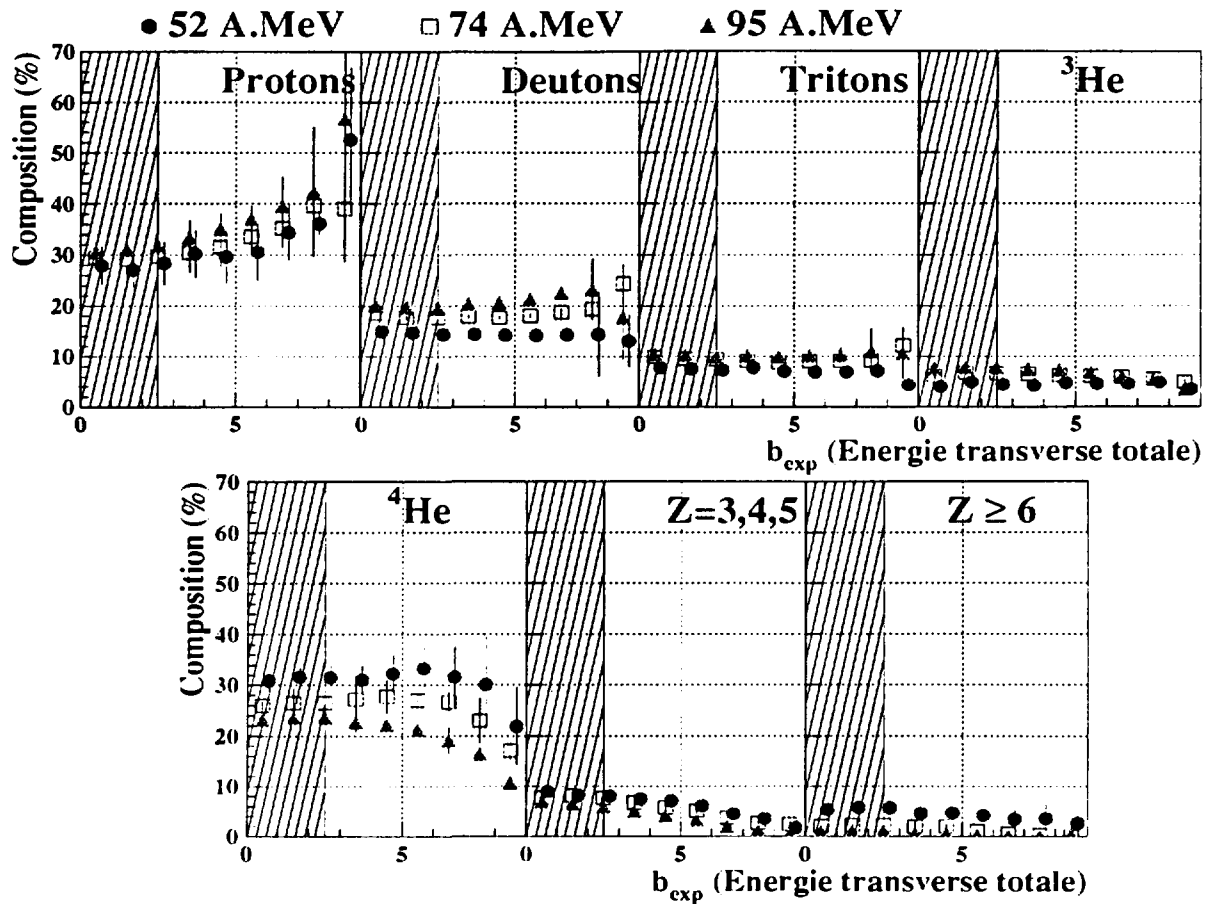 ● 52 A.MeV □ 74 A.MeV ▲ 95 A.MeV
Composition (%)
70
60
50
40
30
20
10
0
Protons
Deutons
Tritons
³He
0 5 0 5 0 5 0 5
b_exp (Energie transverse totale)
Composition (%)
70
60
50
40
30
20
10
0
⁴He
Z=3,4,5
Z ≥ 6
0 5 0 5 0 5
b_exp (Energie transverse totale)